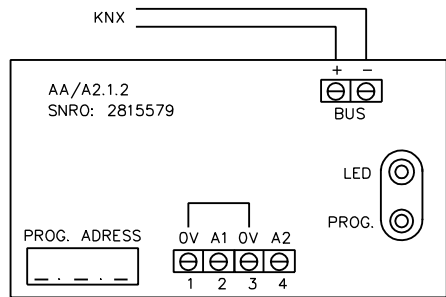 KNX
+ −
AA/A2.1.2
SNRO: 2815579
BUS
LED
PROG.
PROG. ADRESS
_ . _ . _
0V A1 0V A2
1 2 3 4